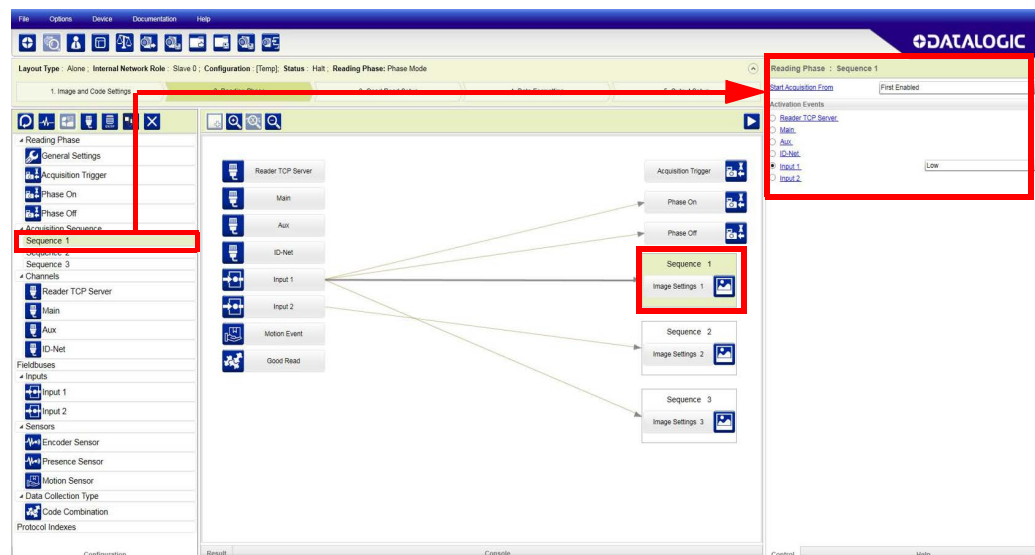 File Options Device Documentation Help
DATALOGIC
Layout Type : Alone ; Internal Network Role : Slave 0 ; Configuration : [Temp]; Status : Halt ; Reading Phase: Phase Mode
1. Image and Code Settings
Reading Phase : Sequence 1
Start Acquisition From First Enabled
Activation Events
Reader TCP Server
Main
Aux
ID-Net
Input 1 Low
Input 2
Reading Phase
General Settings
Acquisition Trigger
Phase On
Phase Off
Acquisition Sequence
Sequence 1
Sequence 2
Sequence 3
Channels
Reader TCP Server
Main
Aux
ID-Net
Fieldbuses
Inputs
Input 1
Input 2
Sensors
Encoder Sensor
Presence Sensor
Motion Sensor
Data Collection Type
Code Combination
Protocol Indexes
Configuration
Reader TCP Server
Main
Aux
ID-Net
Input 1
Input 2
Motion Event
Good Read
Acquisition Trigger
Phase On
Phase Off
Sequence 1
Image Settings 1
Sequence 2
Image Settings 2
Sequence 3
Image Settings 3
Result Console
Control Help